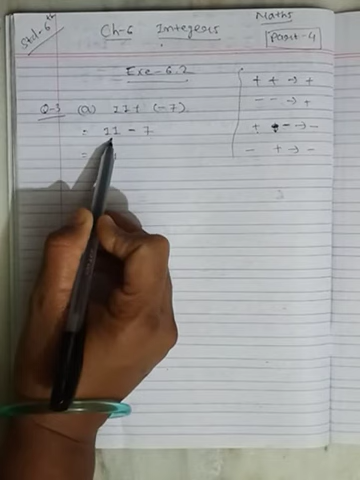 Std-6th
Ch-6 Integers
Maths
Part-4
Exe-6.2
Q-3 (a) 11+ (-7).
= 11 - 7
=
+ + → +
- - → +
+ - → -
- + → -